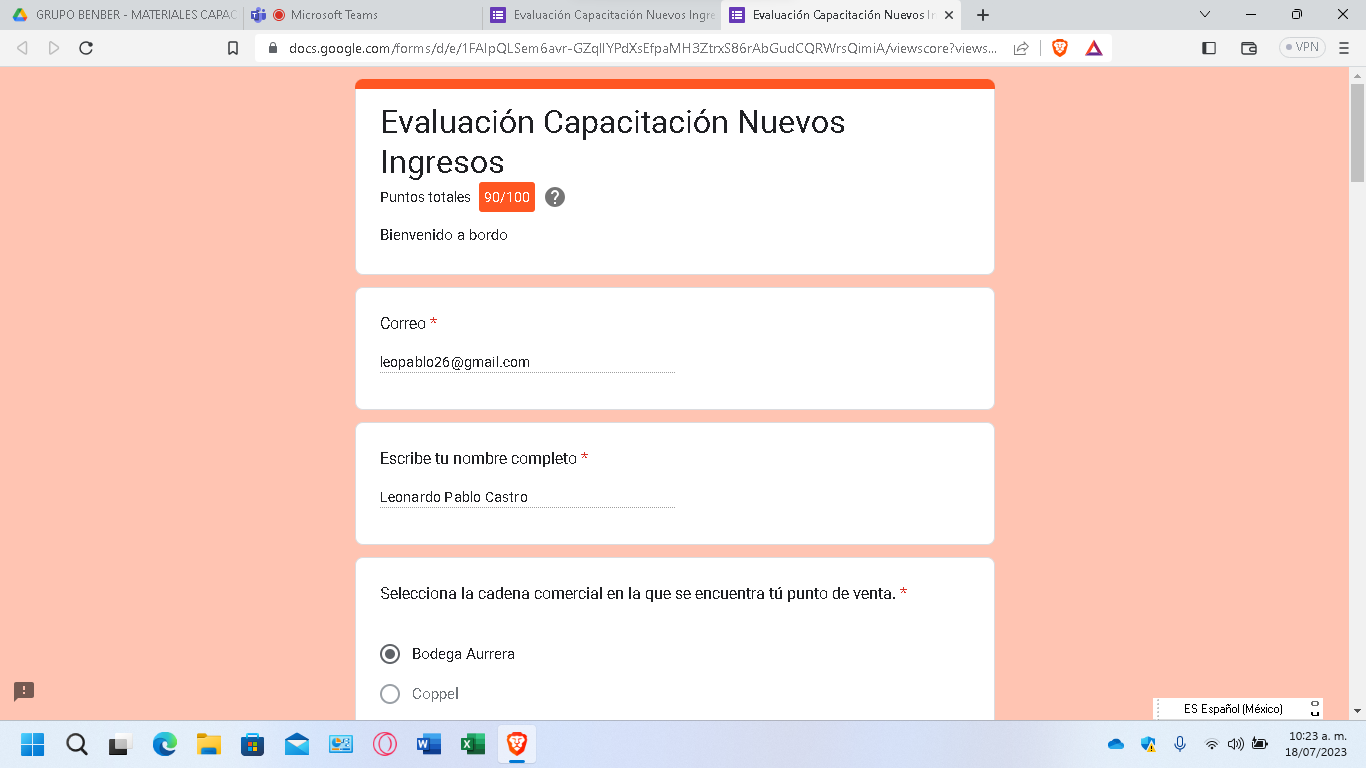 GRUPO BENBER - MATERIALES CAPAC
Microsoft Teams
Evaluación Capacitación Nuevos Ingre
Evaluación Capacitación Nuevos Ir
docs.google.com/forms/d/e/1FAIpQLSem6avr-GZqlIYPdXsEfpaMH3ZtrxS86rAbGudCQRWrsQimiA/viewscore?views...
VPN
Evaluación Capacitación Nuevos
Ingresos
Puntos totales 90/100
Bienvenido a bordo
Correo *
leopablo26@gmail.com
Escribe tu nombre completo *
Leonardo Pablo Castro
Selecciona la cadena comercial en la que se encuentra tú punto de venta. *
Bodega Aurrera
Coppel
ES Español (México)
10:23 a. m.
18/07/2023